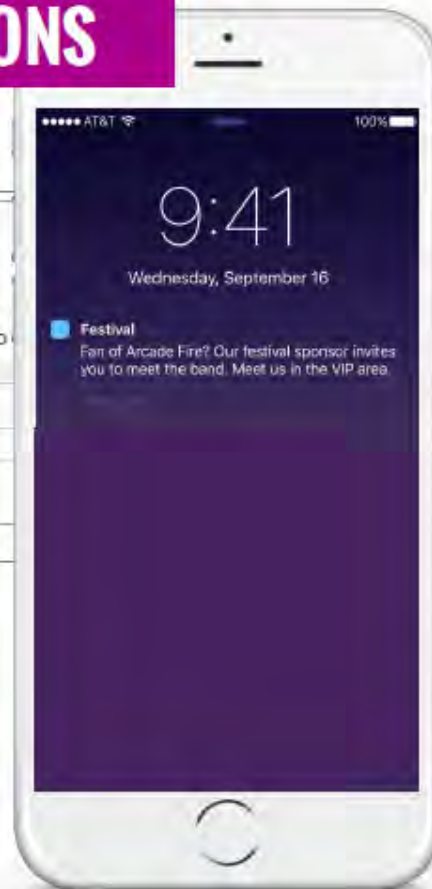 ONS
AT&T 100%
9:41
Wednesday, September 16
Festival
Fan of Arcade Fire? Our festival sponsor invites
you to meet the band. Meet us in the VIP area.